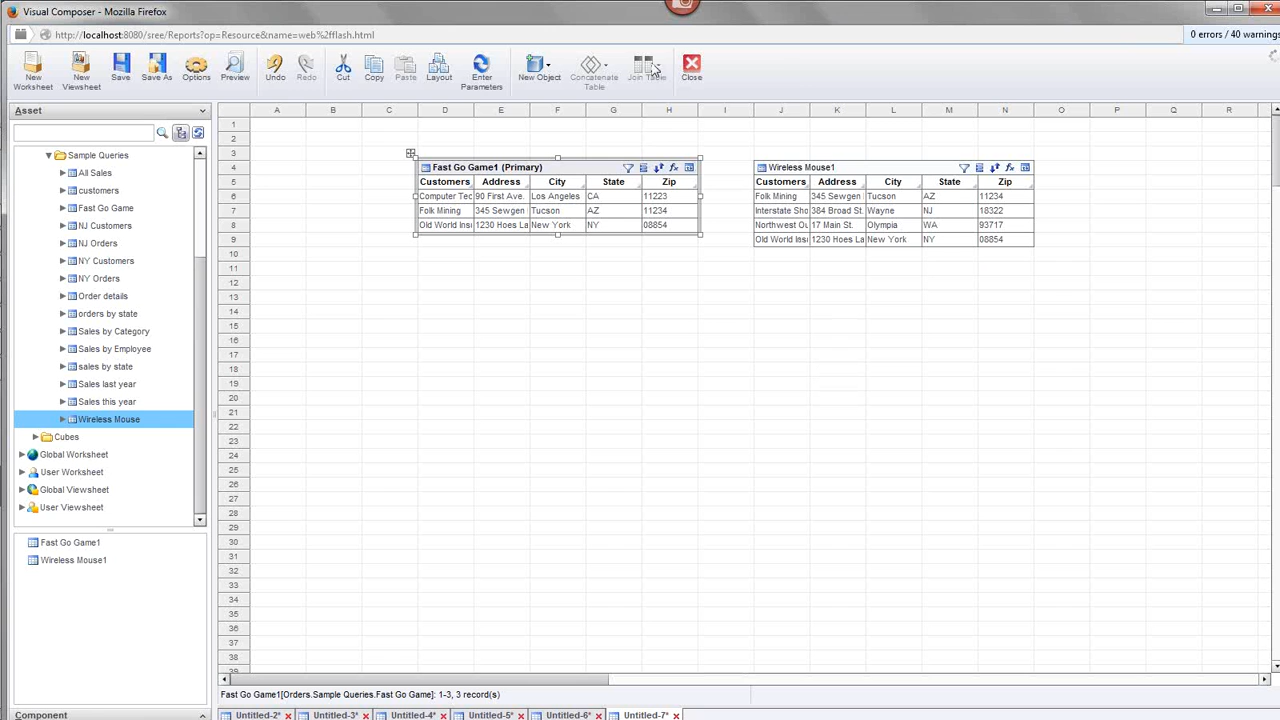 Visual Composer - Mozilla Firefox
http://localhost:8080/sree/Reports?op=Resource&name=web%2fflash.html
0 errors / 40 warnings
New Worksheet
New Viewsheet
Save
Save As
Options
Preview
Undo
Redo
Cut
Copy
Paste
Layout
Enter Parameters
New Object
Concatenate Table
Join Table
Close
Asset
A B C D E F G H I J K L M N O P Q R
Sample Queries
All Sales
customers
Fast Go Game
NJ Customers
NJ Orders
NY Customers
NY Orders
Order details
orders by state
Sales by Category
Sales by Employee
sales by state
Sales last year
Sales this year
Wireless Mouse
Cubes
Global Worksheet
User Worksheet
Global Viewsheet
User Viewsheet
Fast Go Game1
Wireless Mouse1
Component
1
2
3
4
5
6
7
8
9
10
11
12
13
14
15
16
17
18
19
20
21
22
23
24
25
26
27
28
29
30
31
32
33
34
35
36
37
38
39
Fast Go Game1 (Primary)
Customers Address City State Zip
Computer Tec 90 First Ave. Los Angeles CA 11223
Folk Mining 345 Sewgen Tucson AZ 11234
Old World Ins 1230 Hoes La New York NY 08854
Wireless Mouse1
Customers Address City State Zip
Folk Mining 345 Sewgen Tucson AZ 11234
Interstate Sho 384 Broad St. Wayne NJ 18322
Northwest Ou 17 Main St. Olympia WA 93717
Old World Ins 1230 Hoes La New York NY 08854
Fast Go Game1[Orders.Sample Queries.Fast Go Game]: 1-3, 3 record(s)
Untitled-2* Untitled-3* Untitled-4* Untitled-5* Untitled-6* Untitled-7*